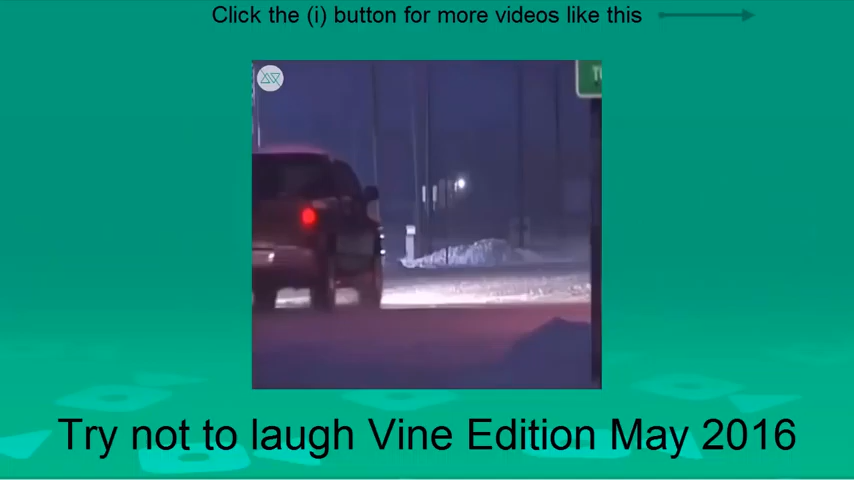 Click the (i) button for more videos like this
Try not to laugh Vine Edition May 2016